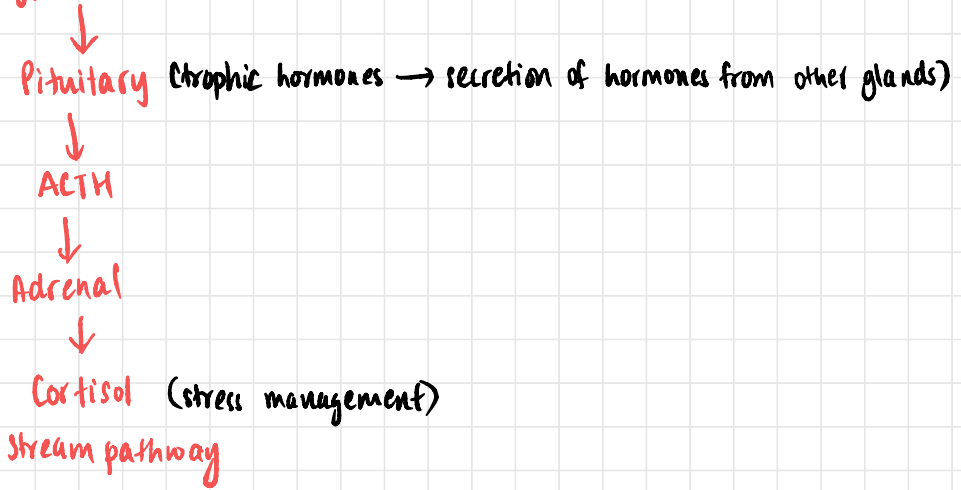 ↓
Pituitary (trophic hormones → secretion of hormones from other glands)
↓
ACTH
↓
Adrenal
↓
Cortisol (stress management)
stream pathway